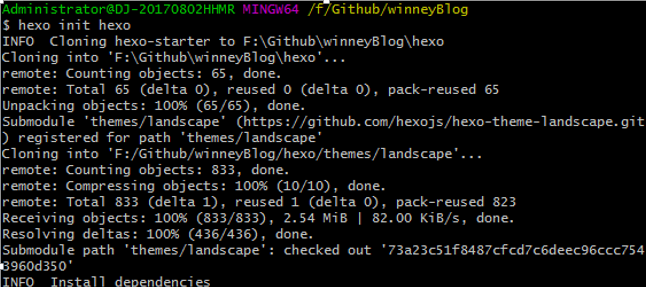 Administrator@DJ-20170802HHMR MINGW64 /f/Github/winneyBlog
$ hexo init hexo
INFO  Cloning hexo-starter to F:\Github\winneyBlog\hexo
Cloning into 'F:\Github\winneyBlog\hexo'...
remote: Counting objects: 65, done.
remote: Total 65 (delta 0), reused 0 (delta 0), pack-reused 65
Unpacking objects: 100% (65/65), done.
Submodule 'themes/landscape' (https://github.com/hexojs/hexo-theme-landscape.git
) registered for path 'themes/landscape'
Cloning into 'F:/Github/winneyBlog/hexo/themes/landscape'...
remote: Counting objects: 833, done.
remote: Compressing objects: 100% (10/10), done.
remote: Total 833 (delta 1), reused 1 (delta 0), pack-reused 823
Receiving objects: 100% (833/833), 2.54 MiB | 82.00 KiB/s, done.
Resolving deltas: 100% (436/436), done.
Submodule path 'themes/landscape': checked out '73a23c51f8487cfcd7c6deec96ccc754
3960d350'
INFO  Install dependencies